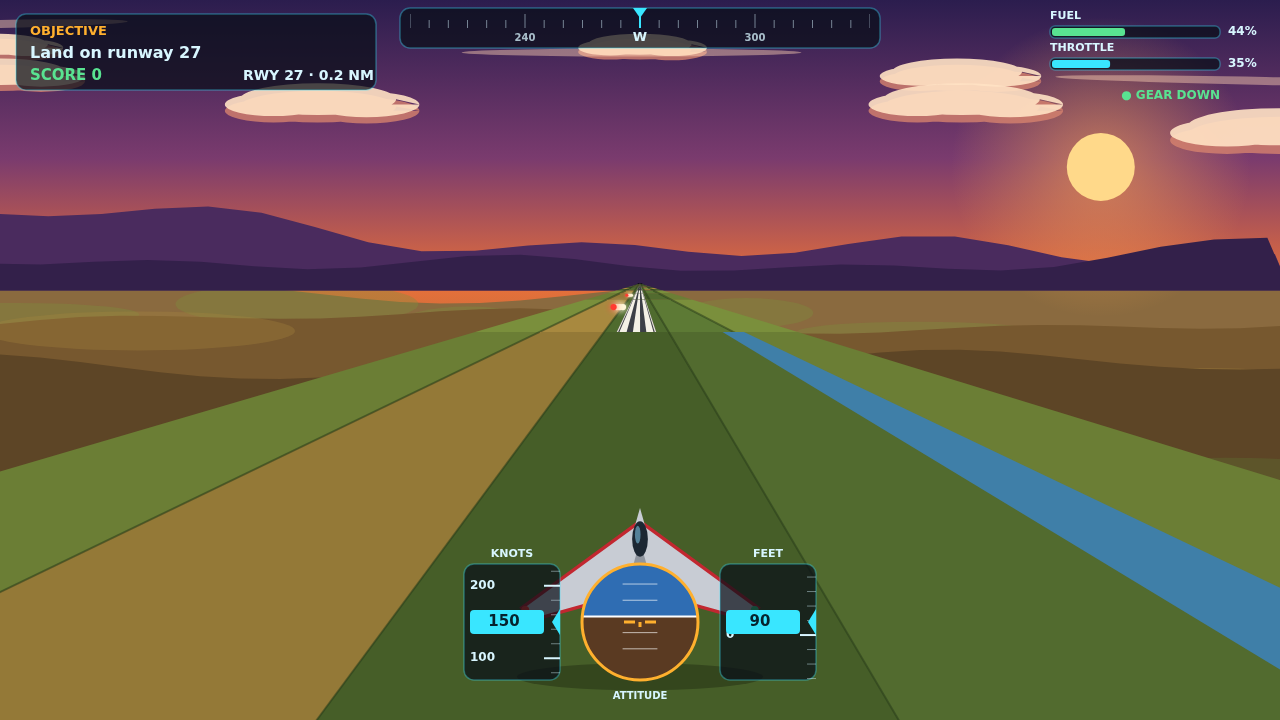 OBJECTIVE
Land on runway 27
SCORE 0 RWY 27 · 0.2 NM
240 W 300
FUEL
44%
THROTTLE
35%
● GEAR DOWN
KNOTS
200
150
100
FEET
90
0
ATTITUDE